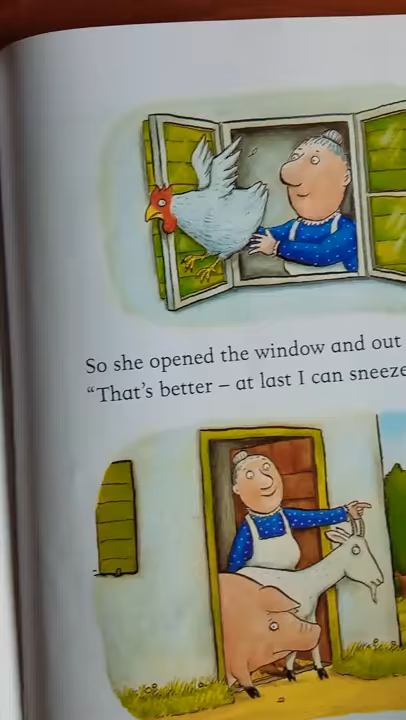 So she opened the window and out
“That’s better – at last I can sneeze